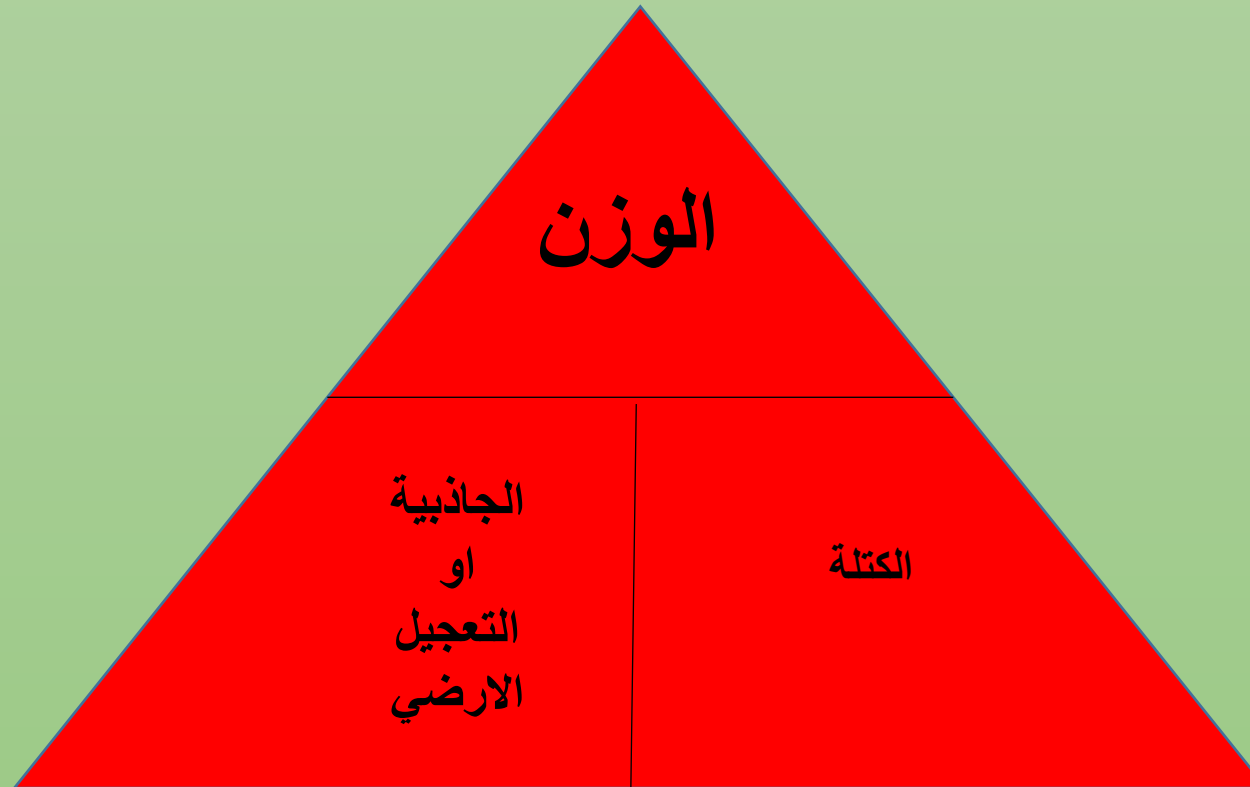 الوزن
الكتلة
الجاذبية
او
التعجيل
الارضي